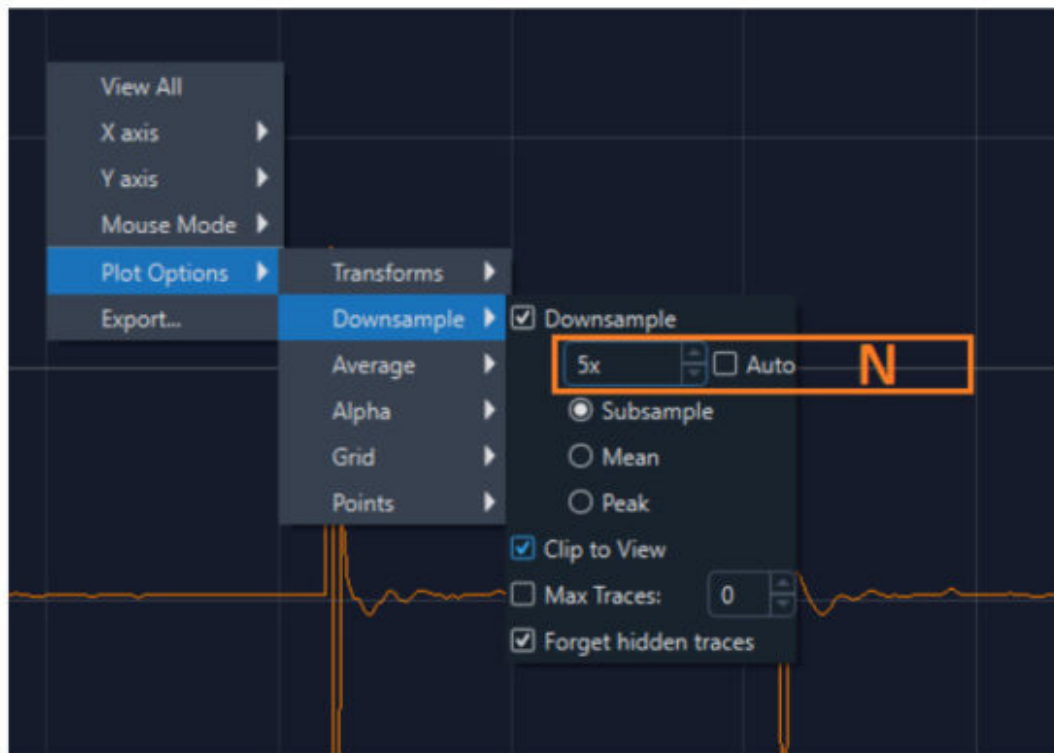 View All
X axis
Y axis
Mouse Mode
Plot Options
Export...
Transforms
Downsample
Average
Alpha
Grid
Points
Downsample
5x Auto N
Subsample
Mean
Peak
Clip to View
Max Traces: 0
Forget hidden traces